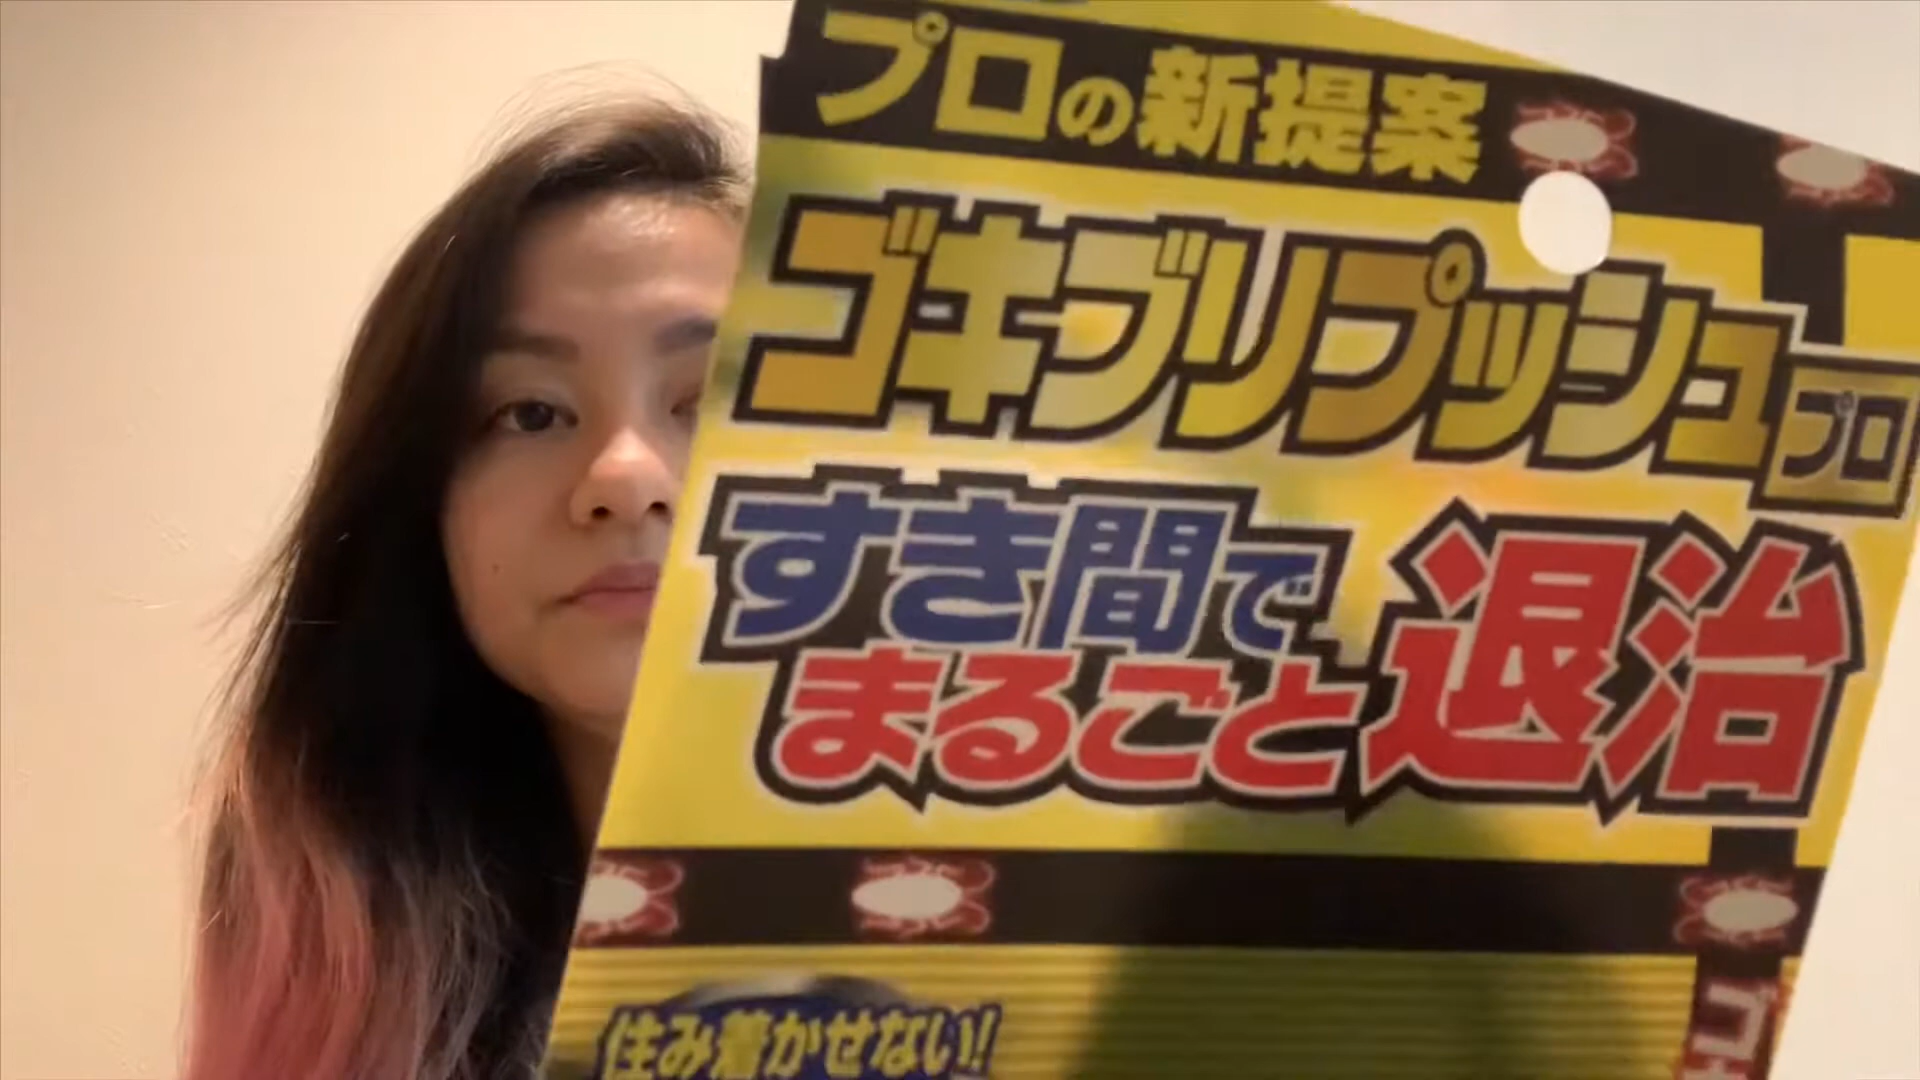 プロの新提案
ゴキブリプッシュプロ
すき間で
まるごと退治
住み着かせない!!